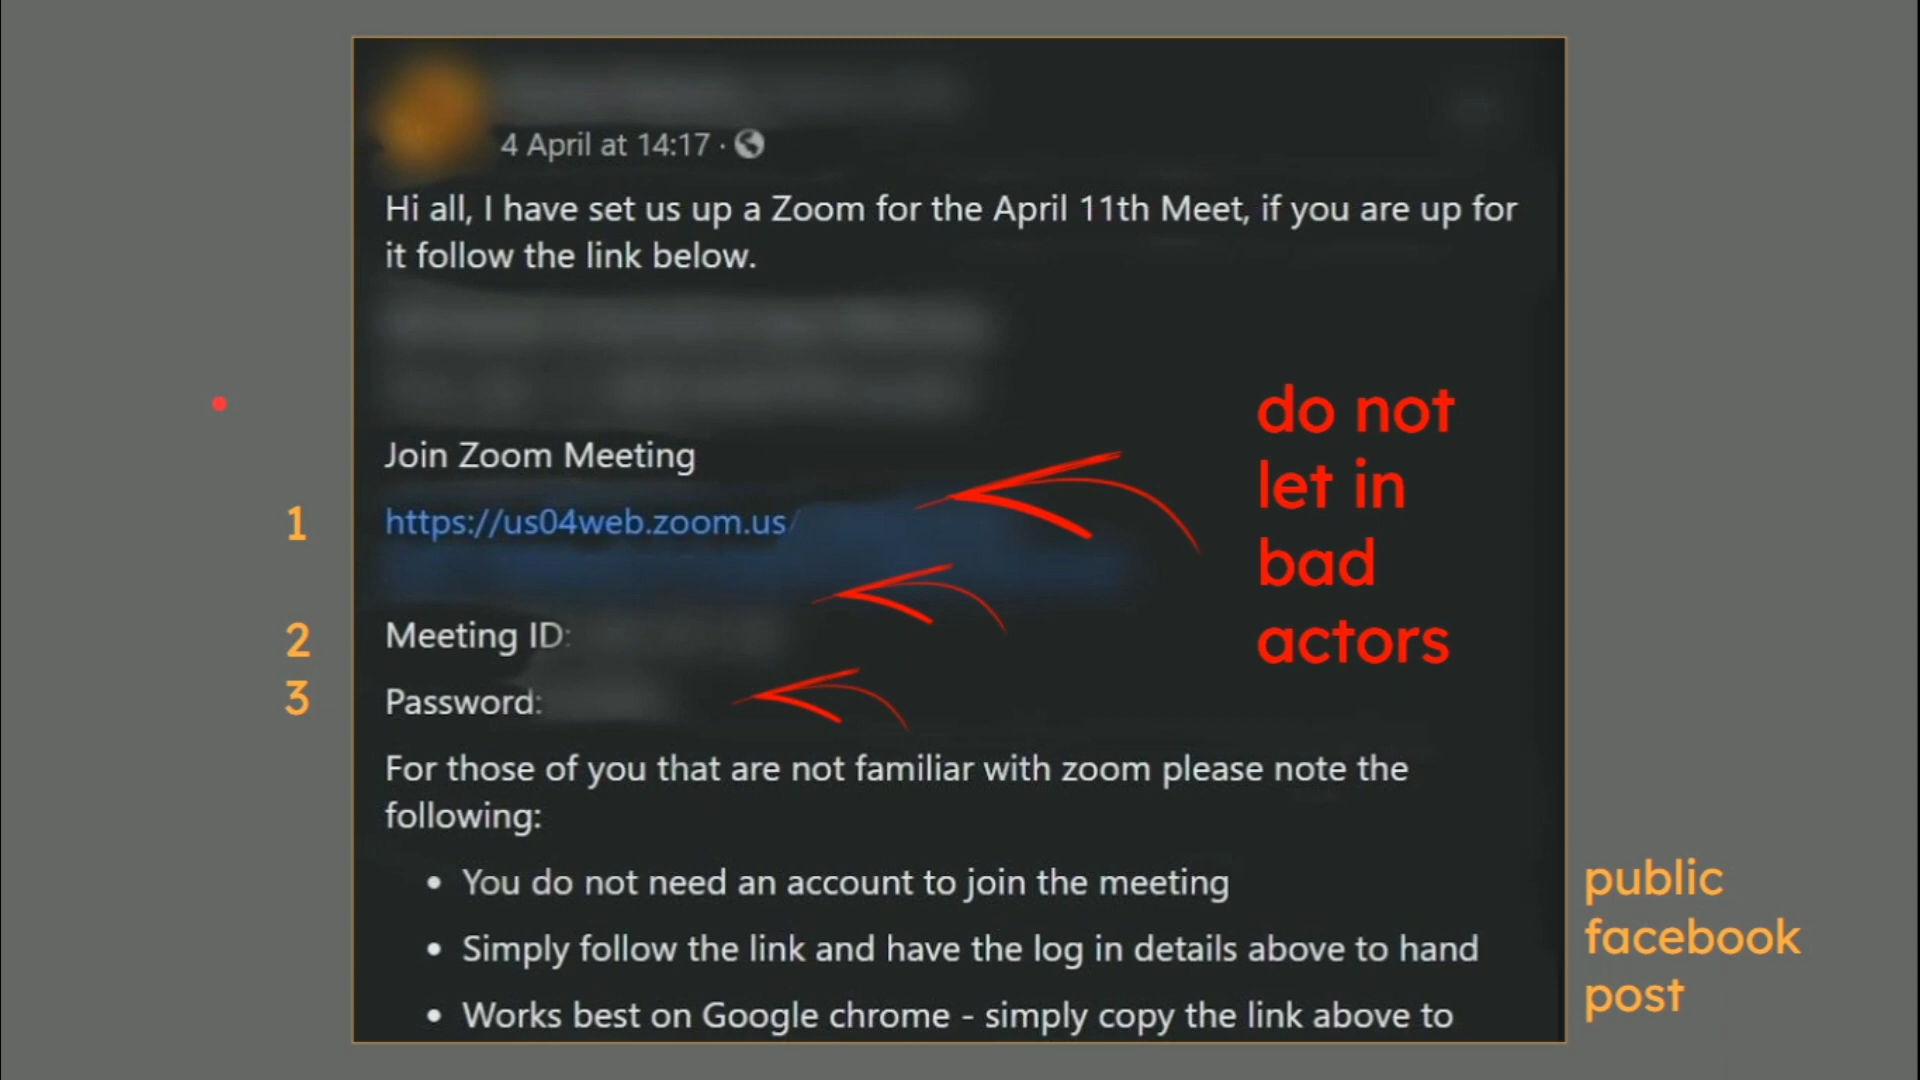 4 April at 14:17 ·
Hi all, I have set us up a Zoom for the April 11th Meet, if you are up for
it follow the link below.
Join Zoom Meeting
1
https://us04web.zoom.us/
2
Meeting ID:
3
Password:
do not
let in
bad
actors
For those of you that are not familiar with zoom please note the
following:
• You do not need an account to join the meeting
• Simply follow the link and have the log in details above to hand
• Works best on Google chrome - simply copy the link above to
public
facebook
post